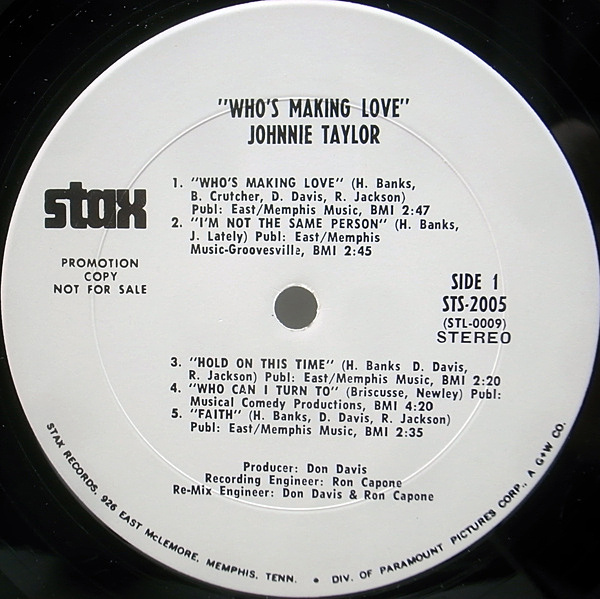 "WHO'S MAKING LOVE"
JOHNNIE TAYLOR
1. "WHO'S MAKING LOVE" (H. Banks,
B. Crutcher, D. Davis, R. Jackson)
Publ: East/Memphis Music, BMI 2:47
2. "I'M NOT THE SAME PERSON" (H. Banks,
J. Lately) Publ: East/Memphis
Music-Groovesville, BMI 2:45
stax
PROMOTION
COPY
NOT FOR SALE
SIDE 1
STS-2005
(STL-0009)
STEREO
3. "HOLD ON THIS TIME" (H. Banks D. Davis,
R. Jackson) Publ: East/Memphis Music, BMI 2:20
4. "WHO CAN I TURN TO" (Briscusse, Newley) Publ:
Musical Comedy Productions, BMI 4:20
5. "FAITH" (H. Banks, D. Davis, R. Jackson)
Publ: East/Memphis Music, BMI 2:35
Producer: Don Davis
Recording Engineer: Ron Capone
Re-Mix Engineer: Don Davis & Ron Capone
STAX RECORDS, 926 EAST McLEMORE, MEMPHIS, TENN. • DIV. OF PARAMOUNT PICTURES CORP., A G+W CO.